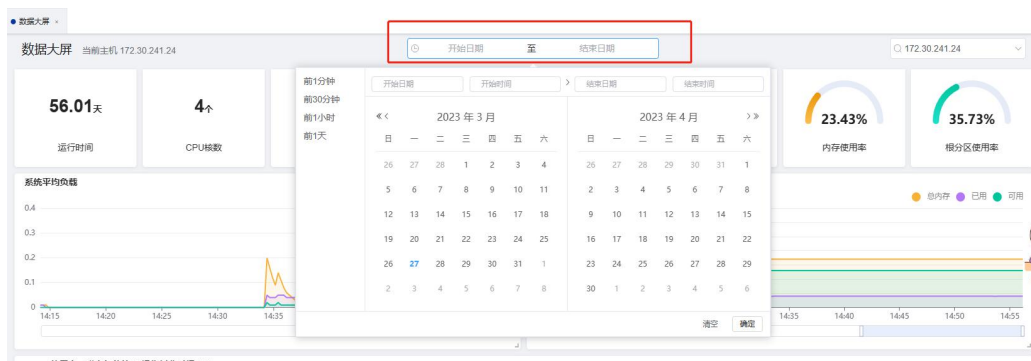 数据大屏 ×
数据大屏 当前主机 172.30.241.24 开始日期 至 结束日期 172.30.241.24
56.01天
运行时间
4个
CPU核数
前1分钟
前30分钟
前1小时
前1天
开始日期 开始时间 > 结束日期 结束时间
« < 2023 年 3 月
日 一 二 三 四 五 六
26 27 28 1 2 3 4
5 6 7 8 9 10 11
12 13 14 15 16 17 18
19 20 21 22 23 24 25
26 27 28 29 30 31 1
2 3 4 5 6 7 8
2023 年 4 月 > »
日 一 二 三 四 五 六
26 27 28 29 30 31 1
2 3 4 5 6 7 8
9 10 11 12 13 14 15
16 17 18 19 20 21 22
23 24 25 26 27 28 29
30 1 2 3 4 5 6
清空 确定
23.43%
内存使用率
35.73%
根分区使用率
系统平均负载
0.4
0.3
0.2
0.1
0
14:15 14:20 14:25 14:30 14:35
总内存 已用 可用
14:35 14:40 14:45 14:50 14:55